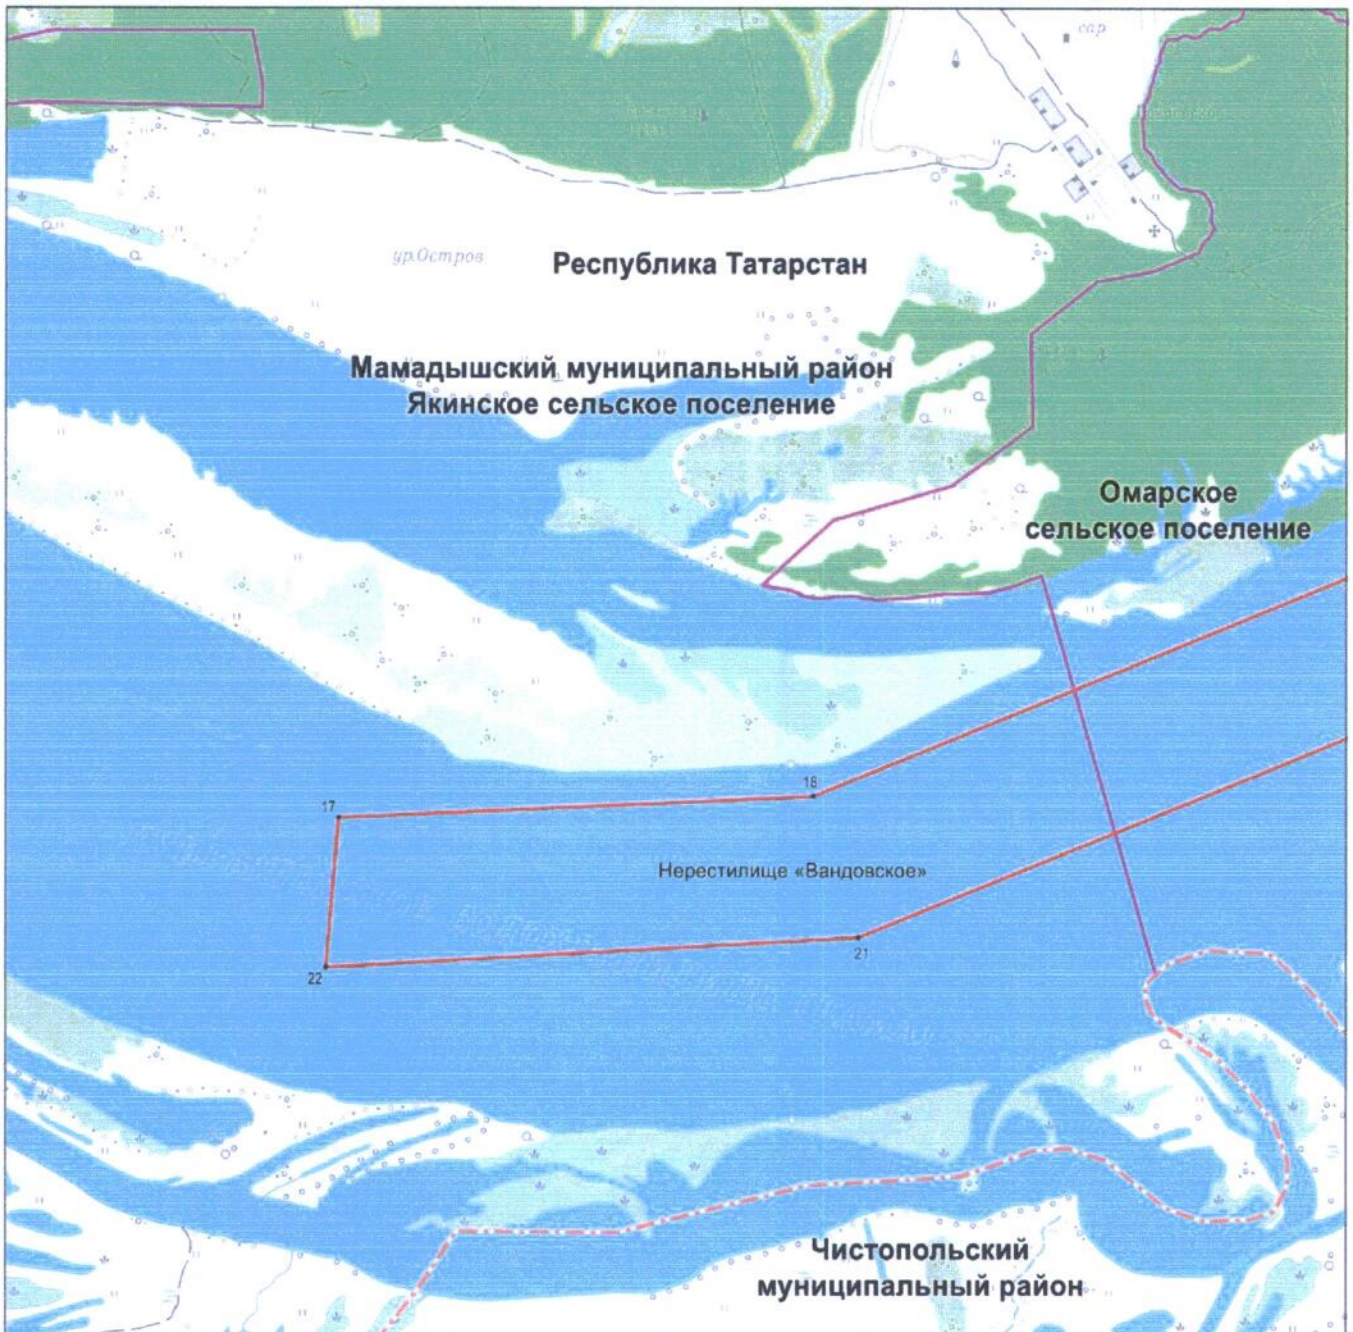 сар
ур.Остров
Республика Татарстан
Мамадышский муниципальный район
Якинское сельское поселение
Омарское
сельское поселение
17
18
Нерестилище «Вандовское»
21
22
Чистопольский
муниципальный район